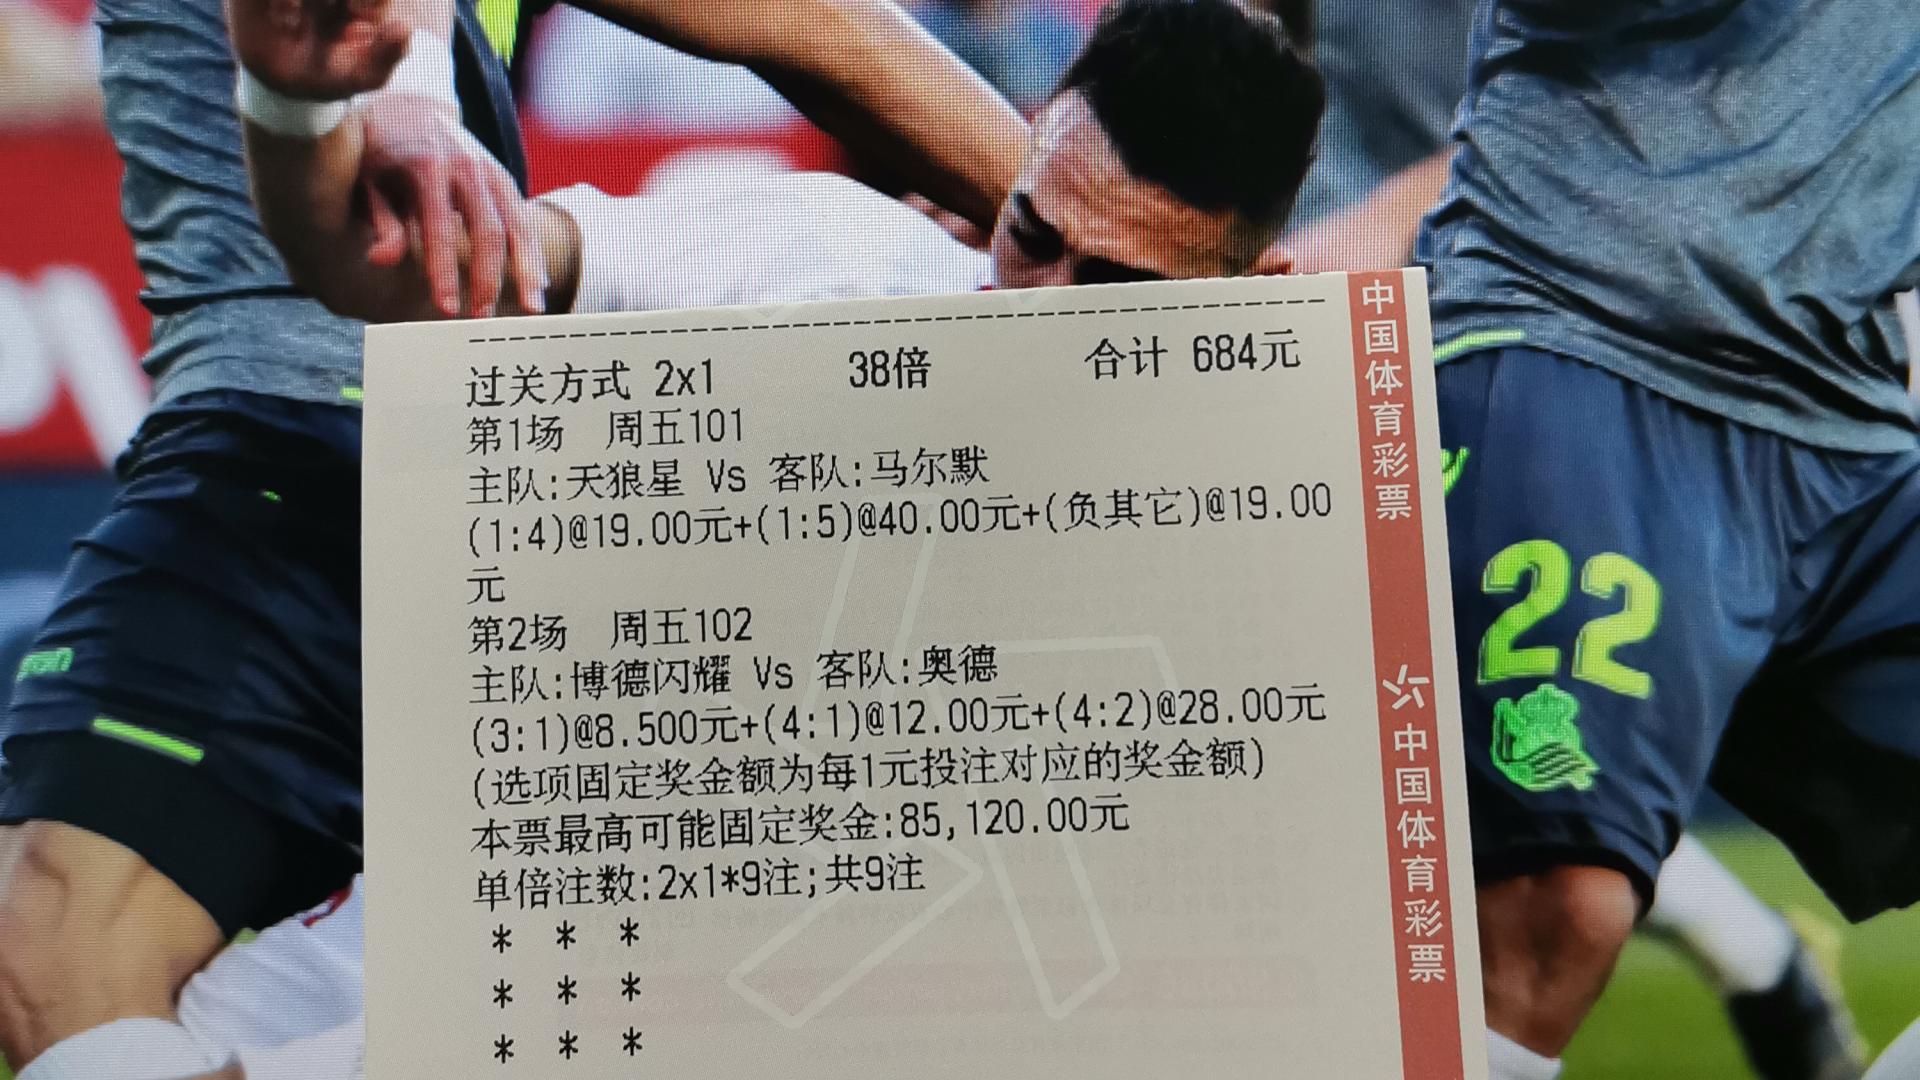 过关方式 2x1 38倍 合计 684元
第1场 周五101
主队:天狼星 Vs 客队:马尔默
(1:4)@19.00元+(1:5)@40.00元+(负其它)@19.00
元
第2场 周五102
主队:博德闪耀 Vs 客队:奥德
(3:1)@8.500元+(4:1)@12.00元+(4:2)@28.00元
(选项固定奖金额为每1元投注对应的奖金额)
本票最高可能固定奖金:85,120.00元
单倍注数:2x1*9注;共9注
* * *
* * *
* * *
中国体育彩票
中国体育彩票
22